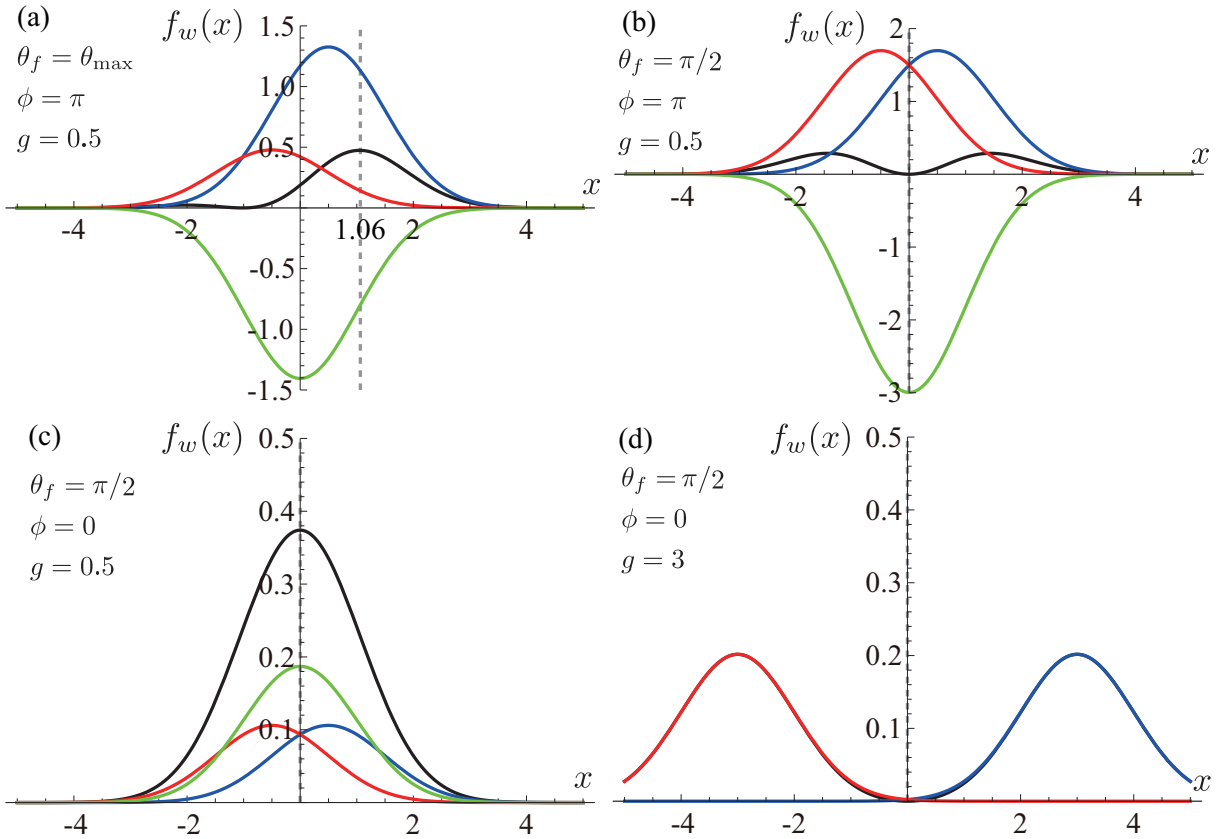 (a)
f_w(x)
θ_f = θ_max
ϕ = π
g = 0.5
1.5
1.0
0.5
-0.5
-1.0
-1.5
-4
-2
1.06
2
4
x
(b)
f_w(x)
θ_f = π/2
ϕ = π
g = 0.5
2
1
-1
-2
-3
-4
-2
2
4
x
(c)
f_w(x)
θ_f = π/2
ϕ = 0
g = 0.5
0.5
0.4
0.3
0.2
0.1
-4
-2
2
4
x
(d)
f_w(x)
θ_f = π/2
ϕ = 0
g = 3
0.5
0.4
0.3
0.2
0.1
-4
-2
2
4
x